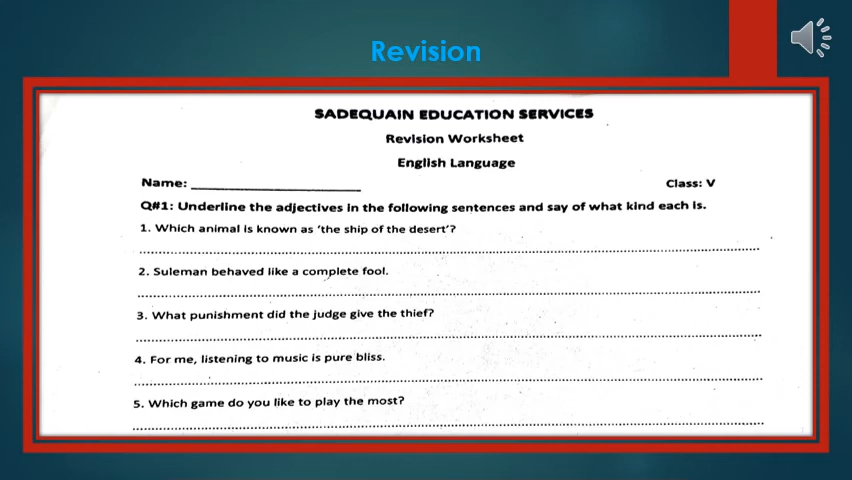 Revision
SADEQUAIN EDUCATION SERVICES
Revision Worksheet
English Language
Name: ____________________ Class: V
Q#1: Underline the adjectives in the following sentences and say of what kind each is.
1. Which animal is known as 'the ship of the desert'?
2. Suleman behaved like a complete fool.
3. What punishment did the judge give the thief?
4. For me, listening to music is pure bliss.
5. Which game do you like to play the most?